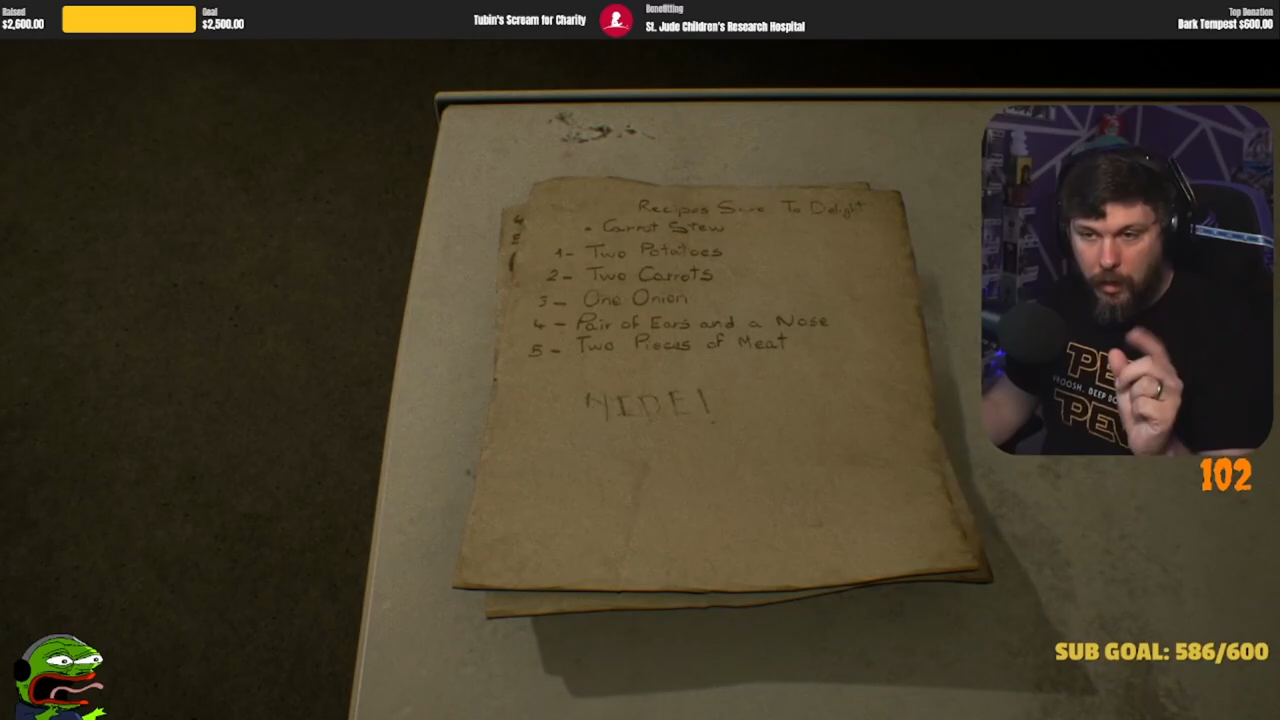 Raised
$2,600.00
Goal
$2,500.00
Tubin's Scream for Charity
Benefitting
St. Jude Children's Research Hospital
Top Donation
Dark Tempest $600.00
Recipes Sure To Delight
• Carrot Stew
1- Two Potatoes
2- Two Carrots
3- One Onion
4- Pair of Ears and a Nose
5- Two Pieces of Meat
HIDE!
PEW
PEW
102
SUB GOAL: 586/600